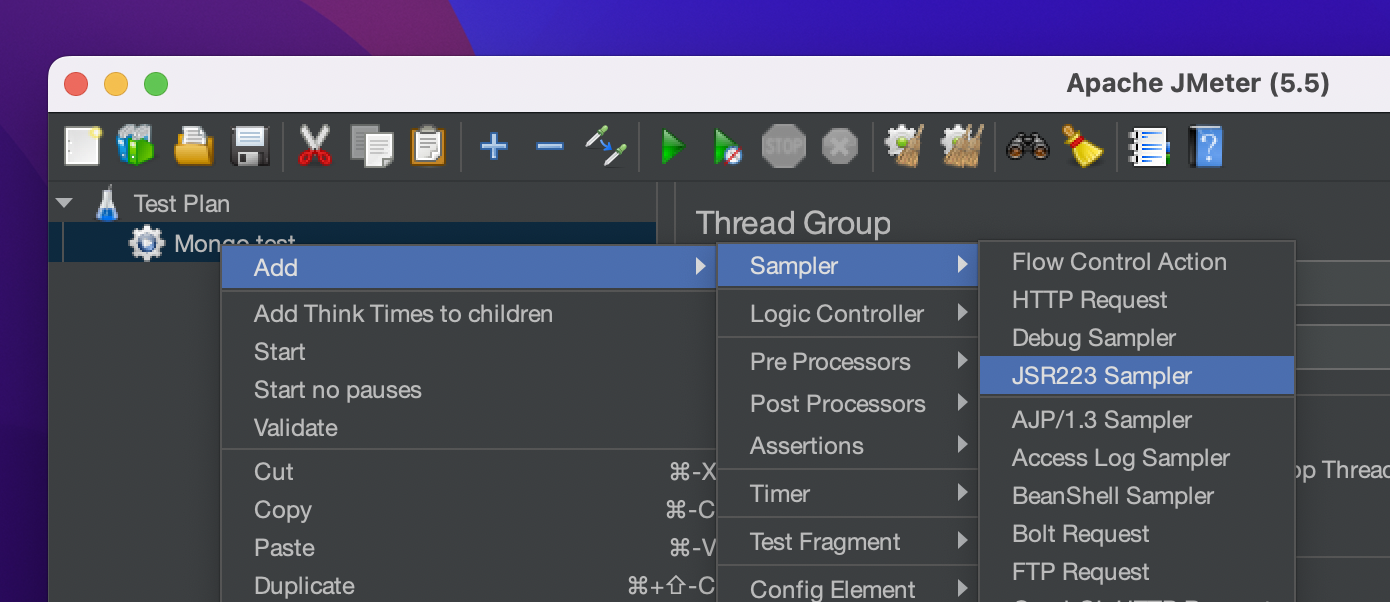 Apache JMeter (5.5)
STOP
Test Plan
Mongo test
Thread Group
Add
Add Think Times to children
Start
Start no pauses
Validate
Cut ⌘-X
Copy ⌘-C
Paste ⌘-V
Duplicate ⌘+⇧-C
Sampler
Logic Controller
Pre Processors
Post Processors
Assertions
Timer
Test Fragment
Config Element
Flow Control Action
HTTP Request
Debug Sampler
JSR223 Sampler
AJP/1.3 Sampler
Access Log Sampler
BeanShell Sampler
Bolt Request
FTP Request
op Thread